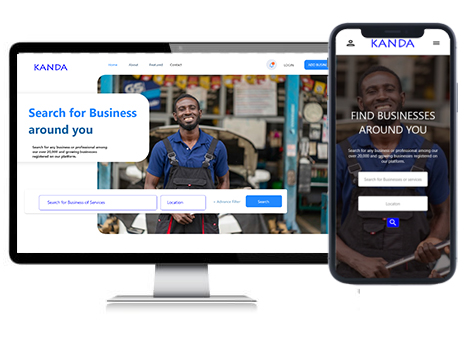 KANDA
Home About Featured Contact
LOGIN
ADD BUSINE
Search for Business
around you
Search for any business or professional among
our over 20,000 and growing businesses
registered on our platform.
Search for Business of Services
Location
+ Advance Filter
Search
KANDA
FIND BUSINESSES
AROUND YOU
Search for any business or professional among our
over 20,000 and growing businesses registered on
our platform.
Search for Businesses or services
Location